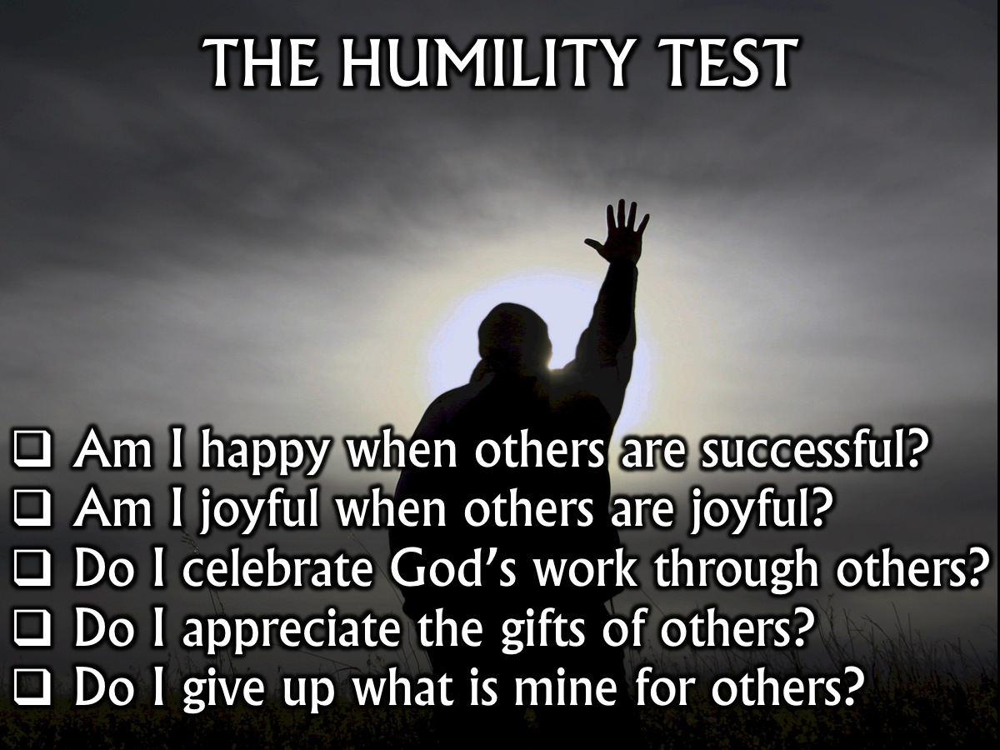 THE HUMILITY TEST
❑ Am I happy when others are successful?
❑ Am I joyful when others are joyful?
❑ Do I celebrate God’s work through others?
❑ Do I appreciate the gifts of others?
❑ Do I give up what is mine for others?